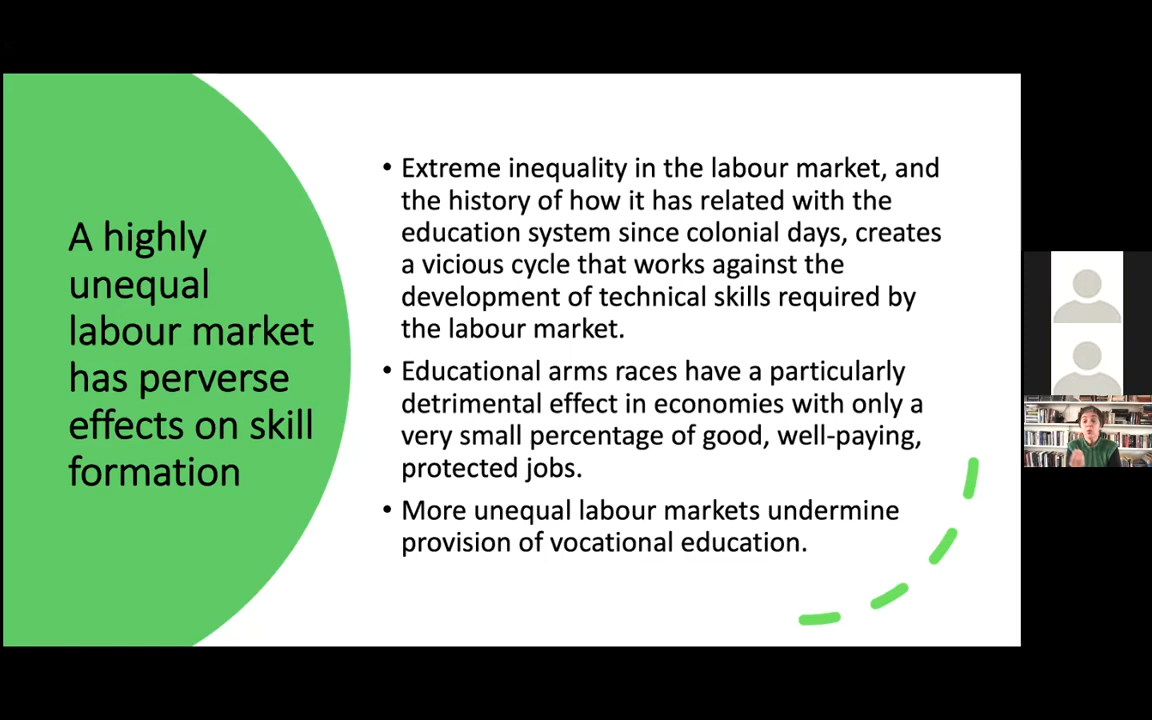 A highly
unequal
labour market
has perverse
effects on skill
formation
• Extreme inequality in the labour market, and
the history of how it has related with the
education system since colonial days, creates
a vicious cycle that works against the
development of technical skills required by
the labour market.
• Educational arms races have a particularly
detrimental effect in economies with only a
very small percentage of good, well-paying,
protected jobs.
• More unequal labour markets undermine
provision of vocational education.